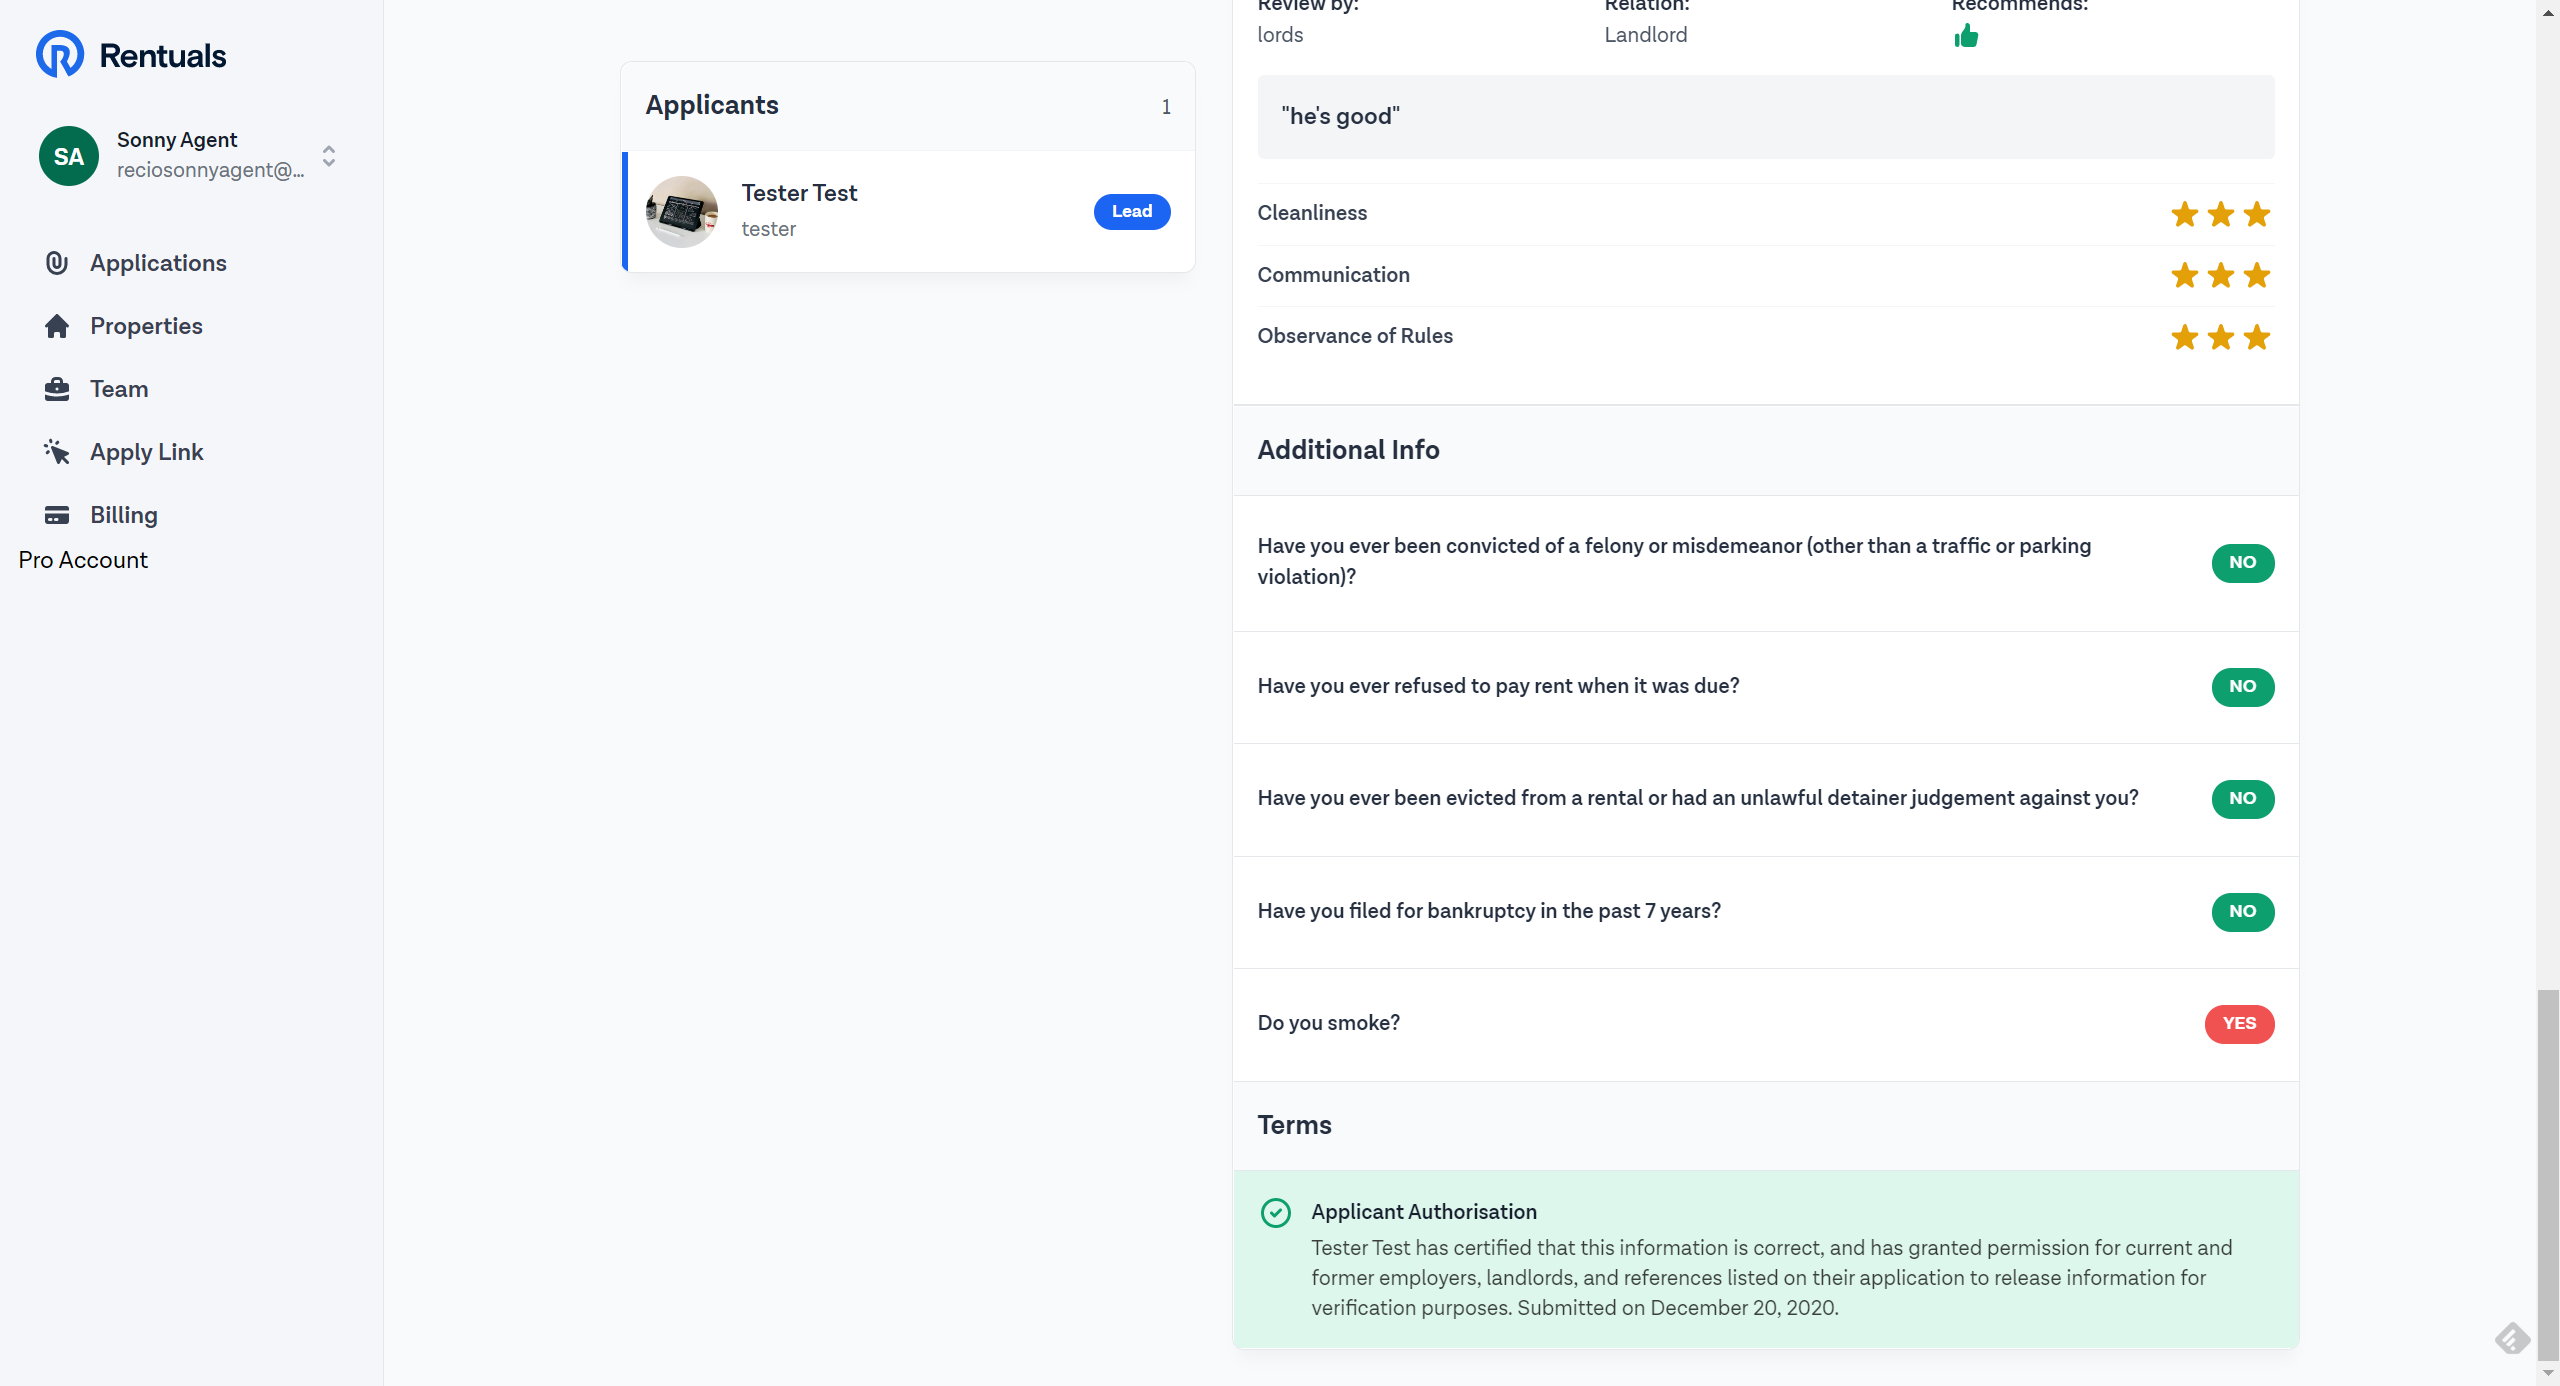 Rentuals
SA
Sonny Agent
reciosonnyagent@...
Applications
Properties
Team
Apply Link
Billing
Pro Account
Applicants
1
Tester Test
tester
Lead
Review by:
Relation:
Recommends:
lords
Landlord
"he's good"
Cleanliness
Communication
Observance of Rules
Additional Info
Have you ever been convicted of a felony or misdemeanor (other than a traffic or parking
violation)?
NO
Have you ever refused to pay rent when it was due?
NO
Have you ever been evicted from a rental or had an unlawful detainer judgement against you?
NO
Have you filed for bankruptcy in the past 7 years?
NO
Do you smoke?
YES
Terms
Applicant Authorisation
Tester Test has certified that this information is correct, and has granted permission for current and
former employers, landlords, and references listed on their application to release information for
verification purposes. Submitted on December 20, 2020.